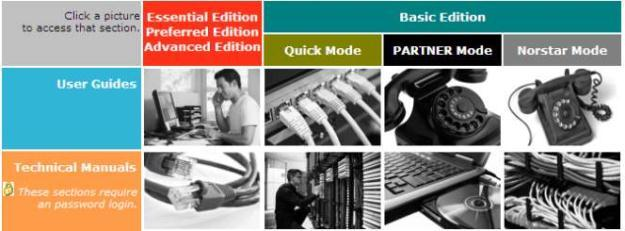 Click a picture
to access that section.
Essential Edition
Preferred Edition
Advanced Edition
Basic Edition
Quick Mode
PARTNER Mode
Norstar Mode
User Guides
Technical Manuals
These sections require
an password login.